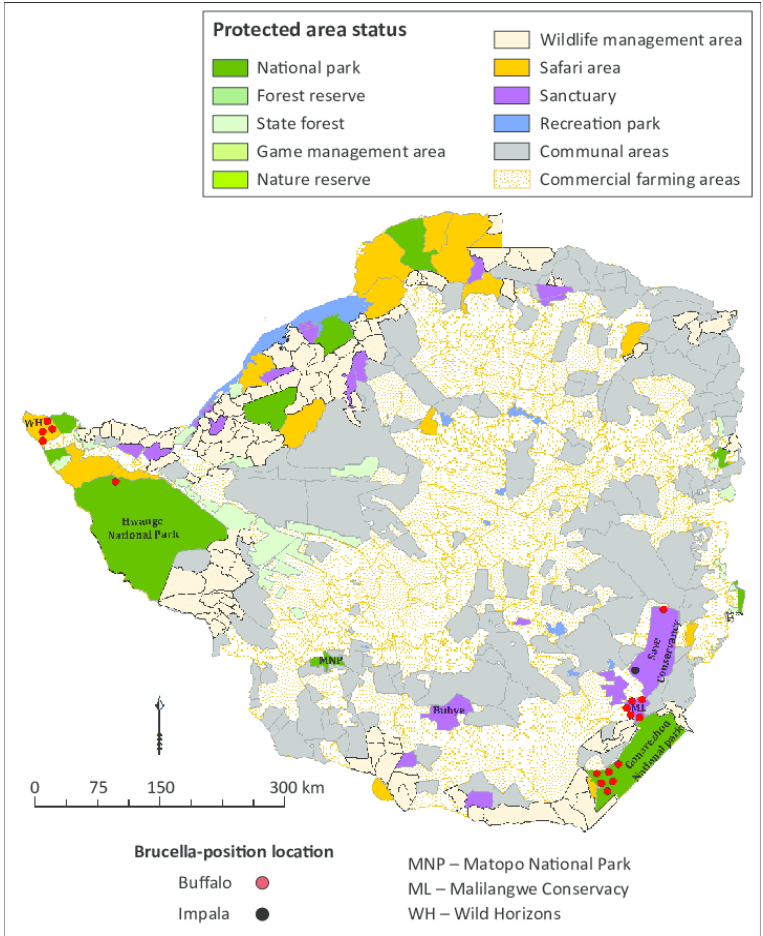 Protected area status
National park
Forest reserve
State forest
Game management area
Nature reserve
Wildlife management area
Safari area
Sanctuary
Recreation park
Communal areas
Commercial farming areas
WH
Hwange
National Park
MNP
Bubye
Save
Conservancy
ML
Gonarezhou
National park
0 75 150 300 km
Brucella-position location
Buffalo
Impala
MNP – Matopo National Park
ML – Malilangwe Conservacy
WH – Wild Horizons